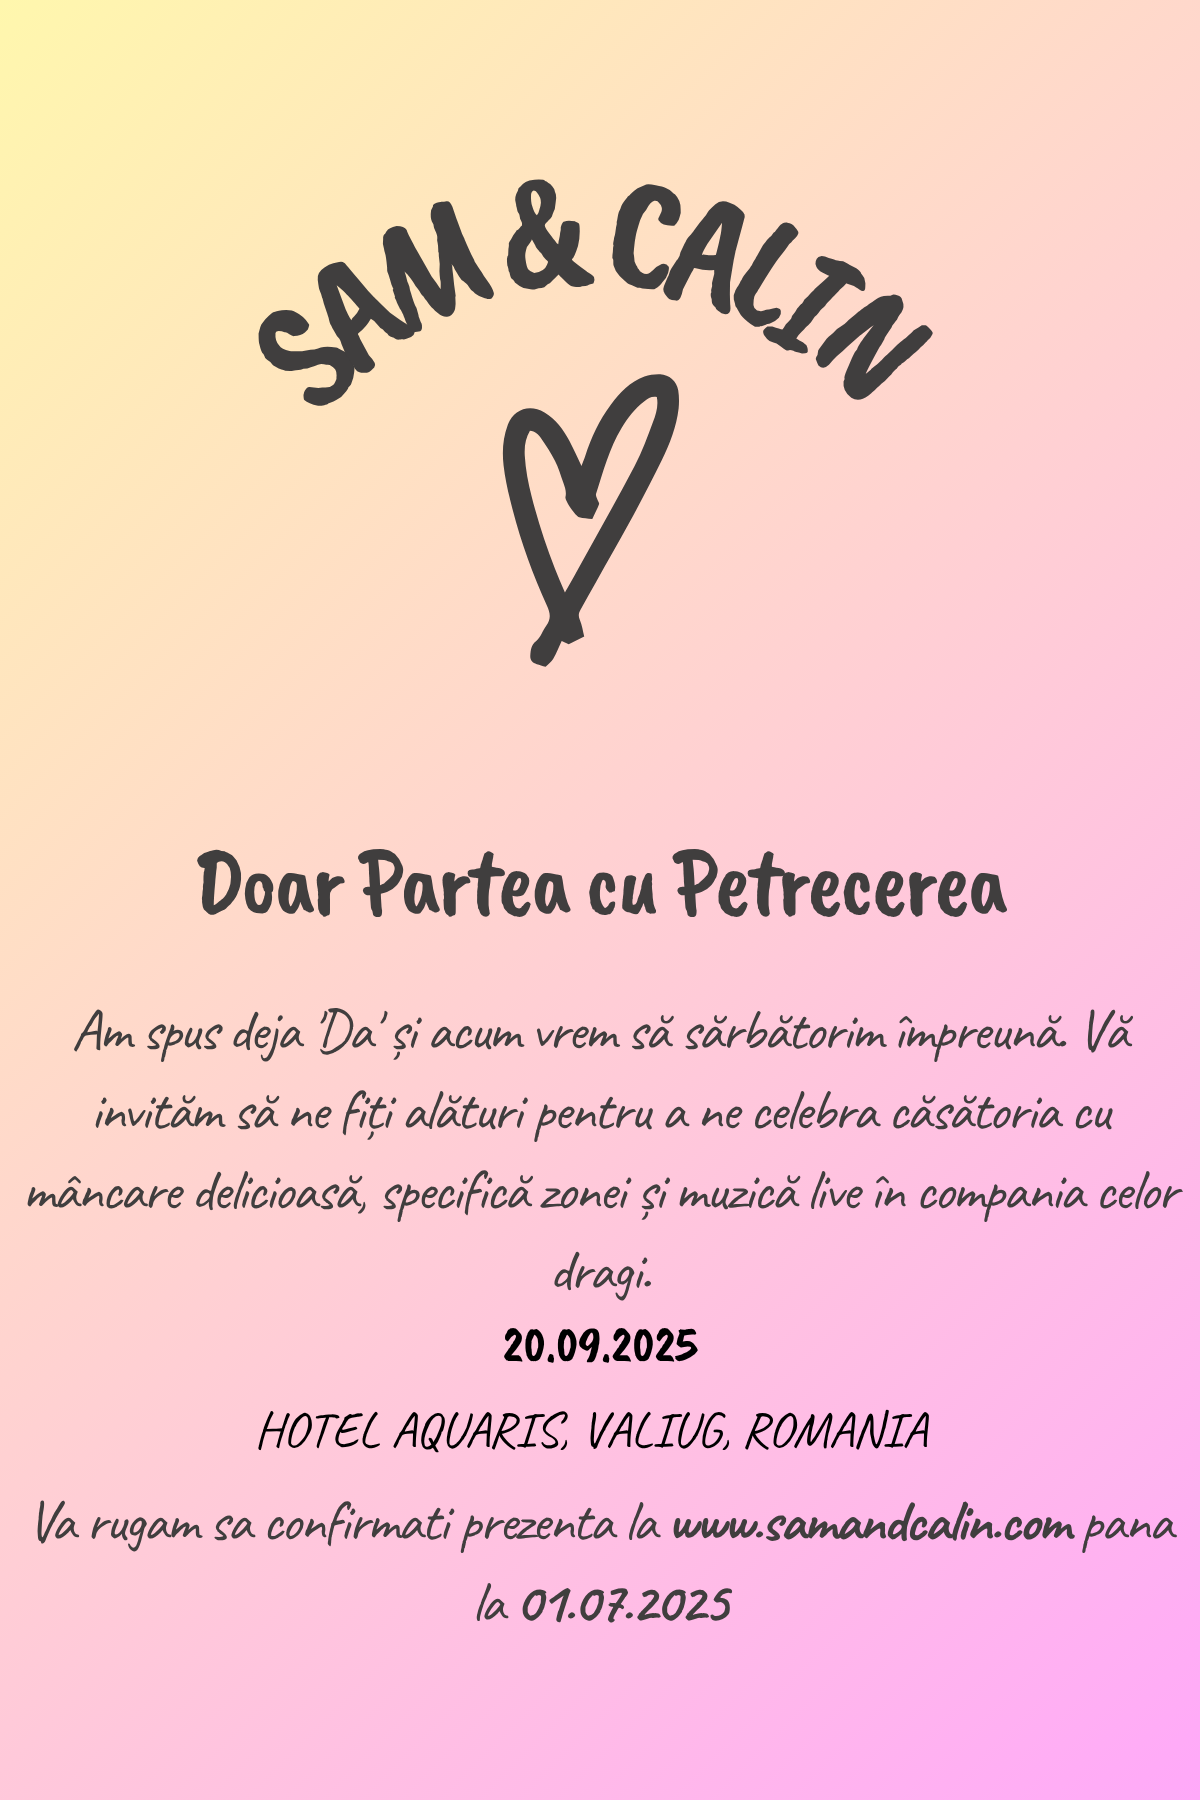 SAM & CALIN
Doar Partea cu Petrecerea
Am spus deja 'Da' și acum vrem să sărbătorim împreună. Vă
invităm să ne fiți alături pentru a ne celebra căsătoria cu
mâncare delicioasă, specifică zonei și muzică live în compania celor
dragi.
20.09.2025
HOTEL AQUARIS, VALIUG, ROMANIA
Va rugam sa confirmati prezenta la www.samandcalin.com pana
la 01.07.2025